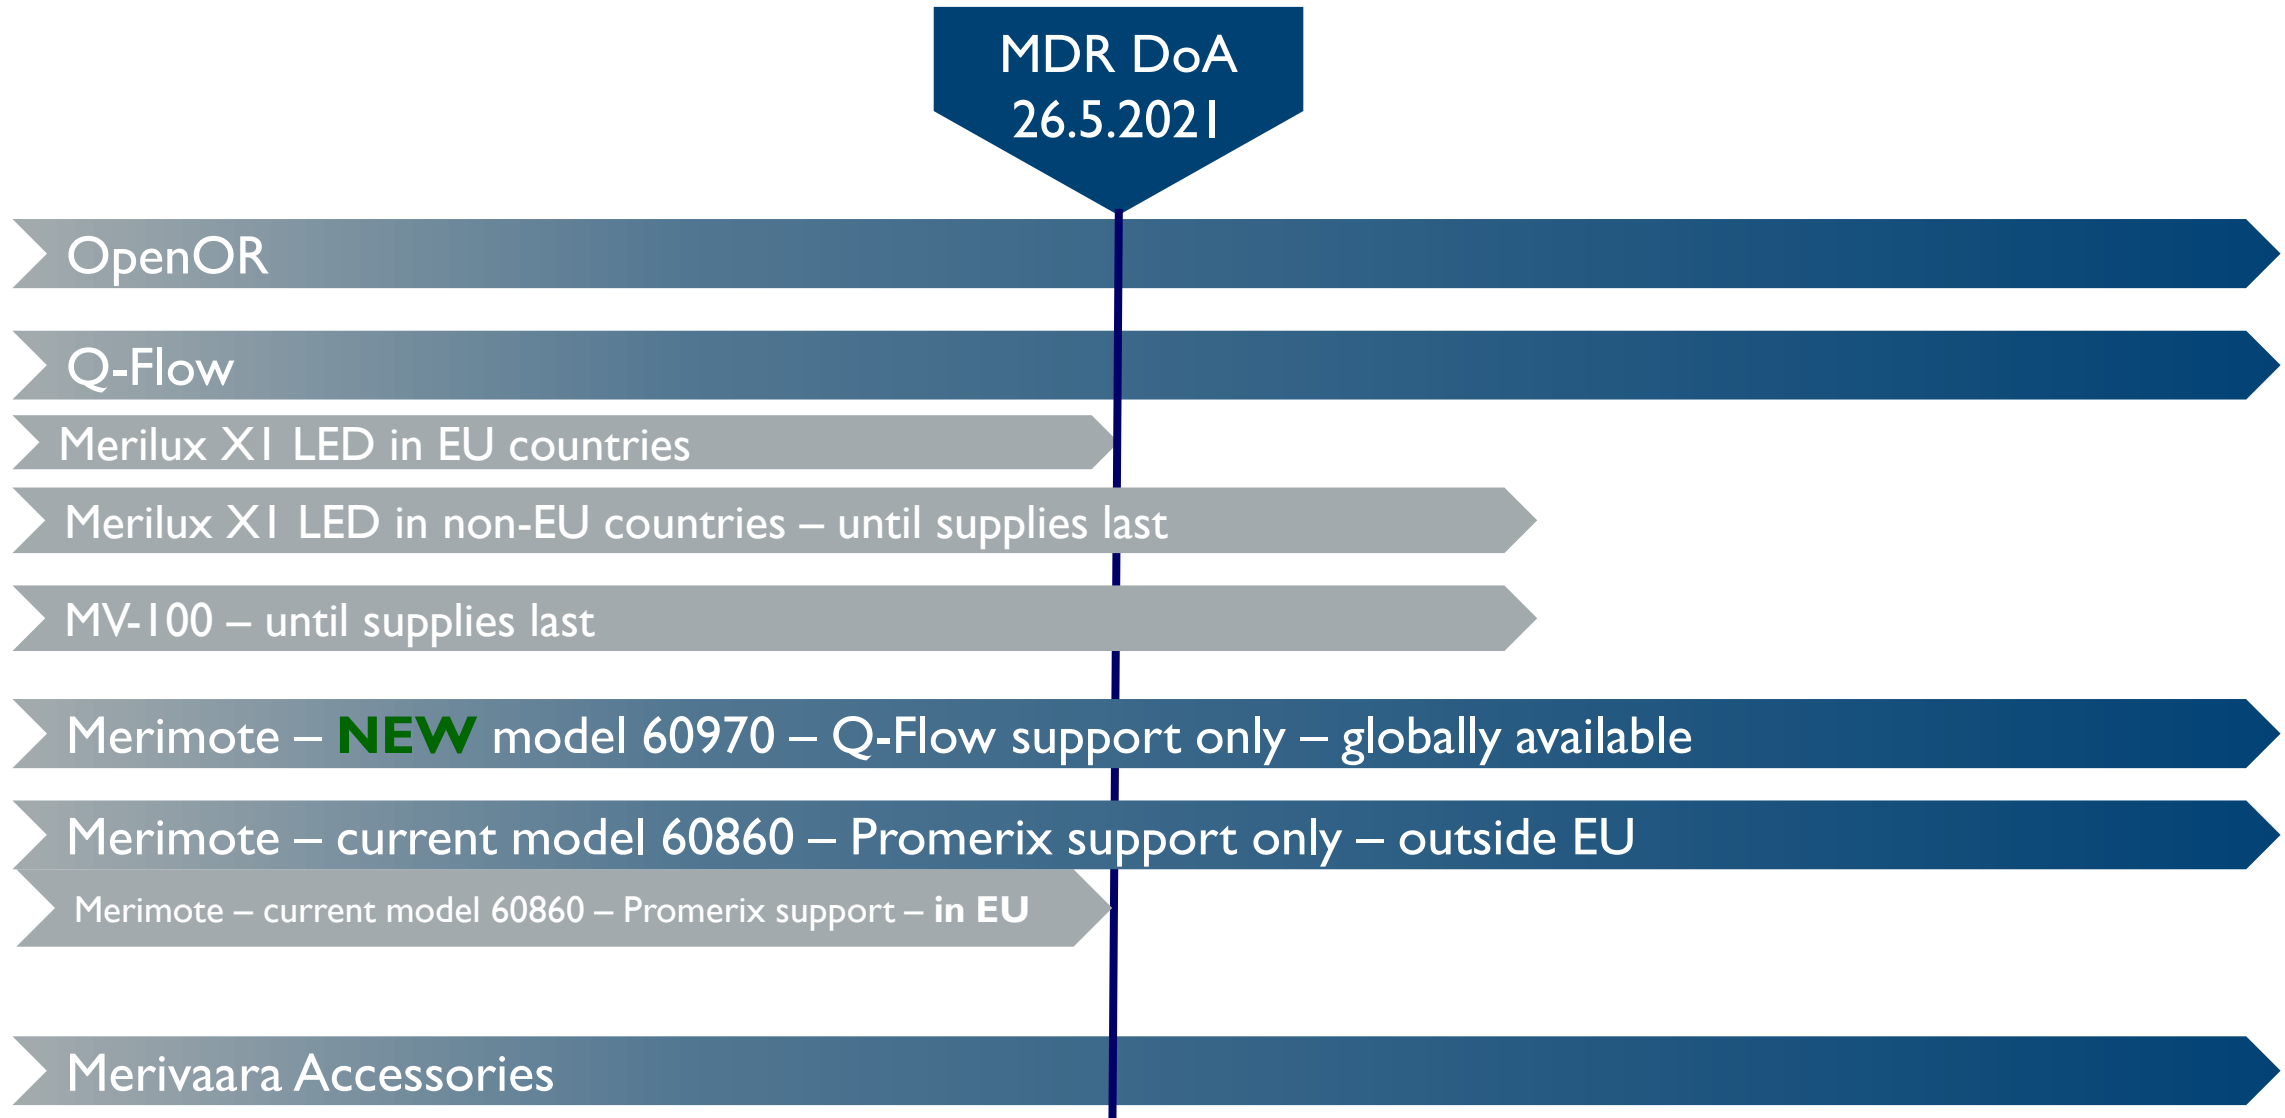 MDR DoA
26.5.2021
OpenOR
Q-Flow
Merilux X1 LED in EU countries
Merilux X1 LED in non-EU countries – until supplies last
MV-100 – until supplies last
Merimote – NEW model 60970 – Q-Flow support only – globally available
Merimote – current model 60860 – Promerix support only – outside EU
Merimote – current model 60860 – Promerix support – in EU
Merivaara Accessories